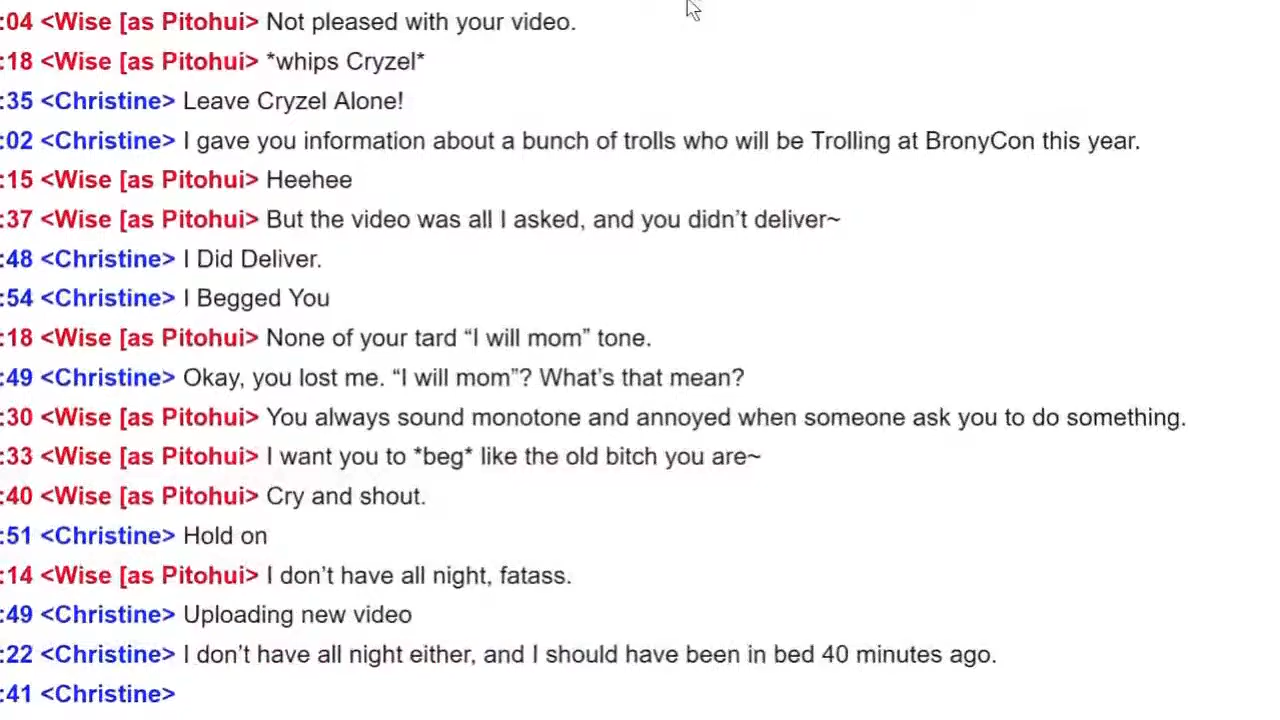 :04 <Wise [as Pitohui> Not pleased with your video.
:18 <Wise [as Pitohui> *whips Cryzel*
:35 <Christine> Leave Cryzel Alone!
:02 <Christine> I gave you information about a bunch of trolls who will be Trolling at BronyCon this year.
:15 <Wise [as Pitohui> Heehee
:37 <Wise [as Pitohui> But the video was all I asked, and you didn’t deliver~
:48 <Christine> I Did Deliver.
:54 <Christine> I Begged You
:18 <Wise [as Pitohui> None of your tard “I will mom” tone.
:49 <Christine> Okay, you lost me. “I will mom”? What’s that mean?
:30 <Wise [as Pitohui> You always sound monotone and annoyed when someone ask you to do something.
:33 <Wise [as Pitohui> I want you to *beg* like the old bitch you are~
:40 <Wise [as Pitohui> Cry and shout.
:51 <Christine> Hold on
:14 <Wise [as Pitohui> I don’t have all night, fatass.
:49 <Christine> Uploading new video
:22 <Christine> I don’t have all night either, and I should have been in bed 40 minutes ago.
:41 <Christine>